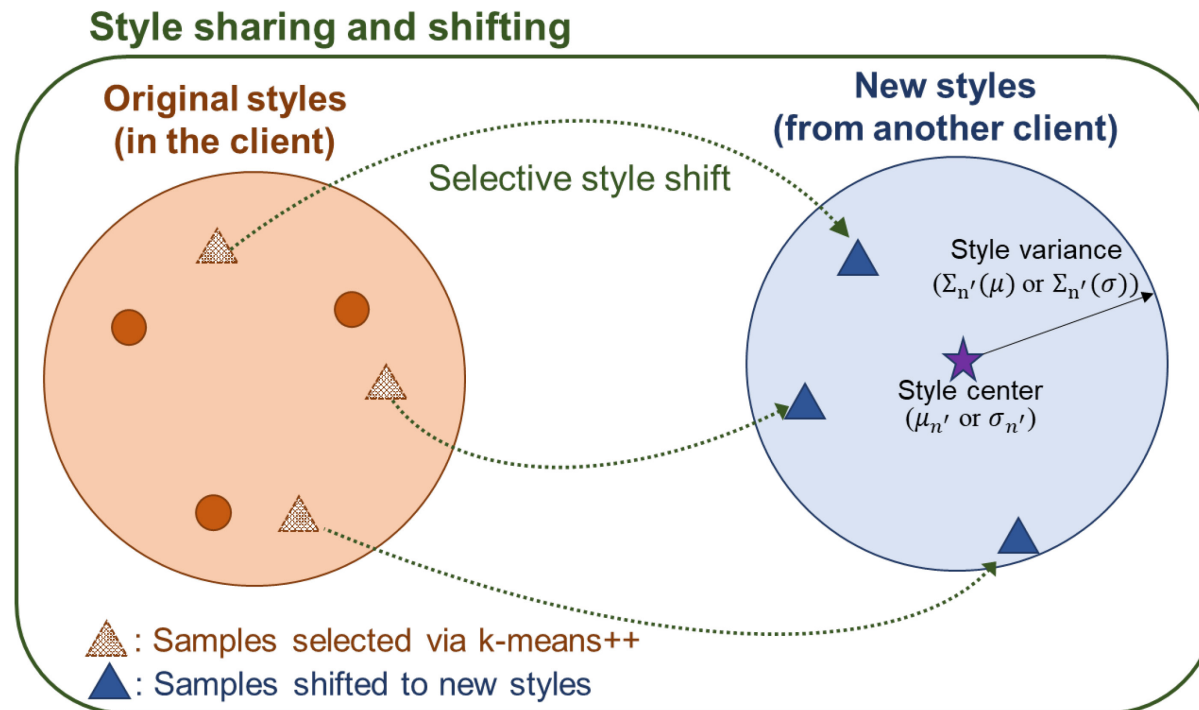 Style sharing and shifting
Original styles
(in the client)
New styles
(from another client)
Selective style shift
Style variance
(Σn′(μ) or Σn′(σ))
Style center
(μn′ or σn′)
: Samples selected via k-means++
: Samples shifted to new styles